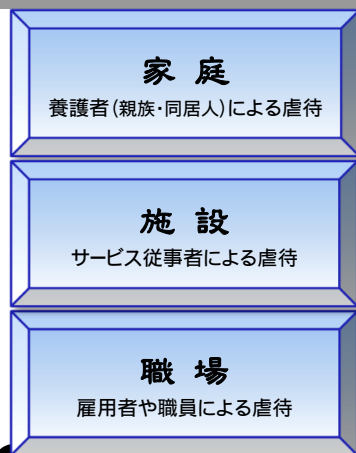 家 庭
養護者(親族・同居人)による虐待
施 設
サービス従事者による虐待
職 場
雇用者や職員による虐待